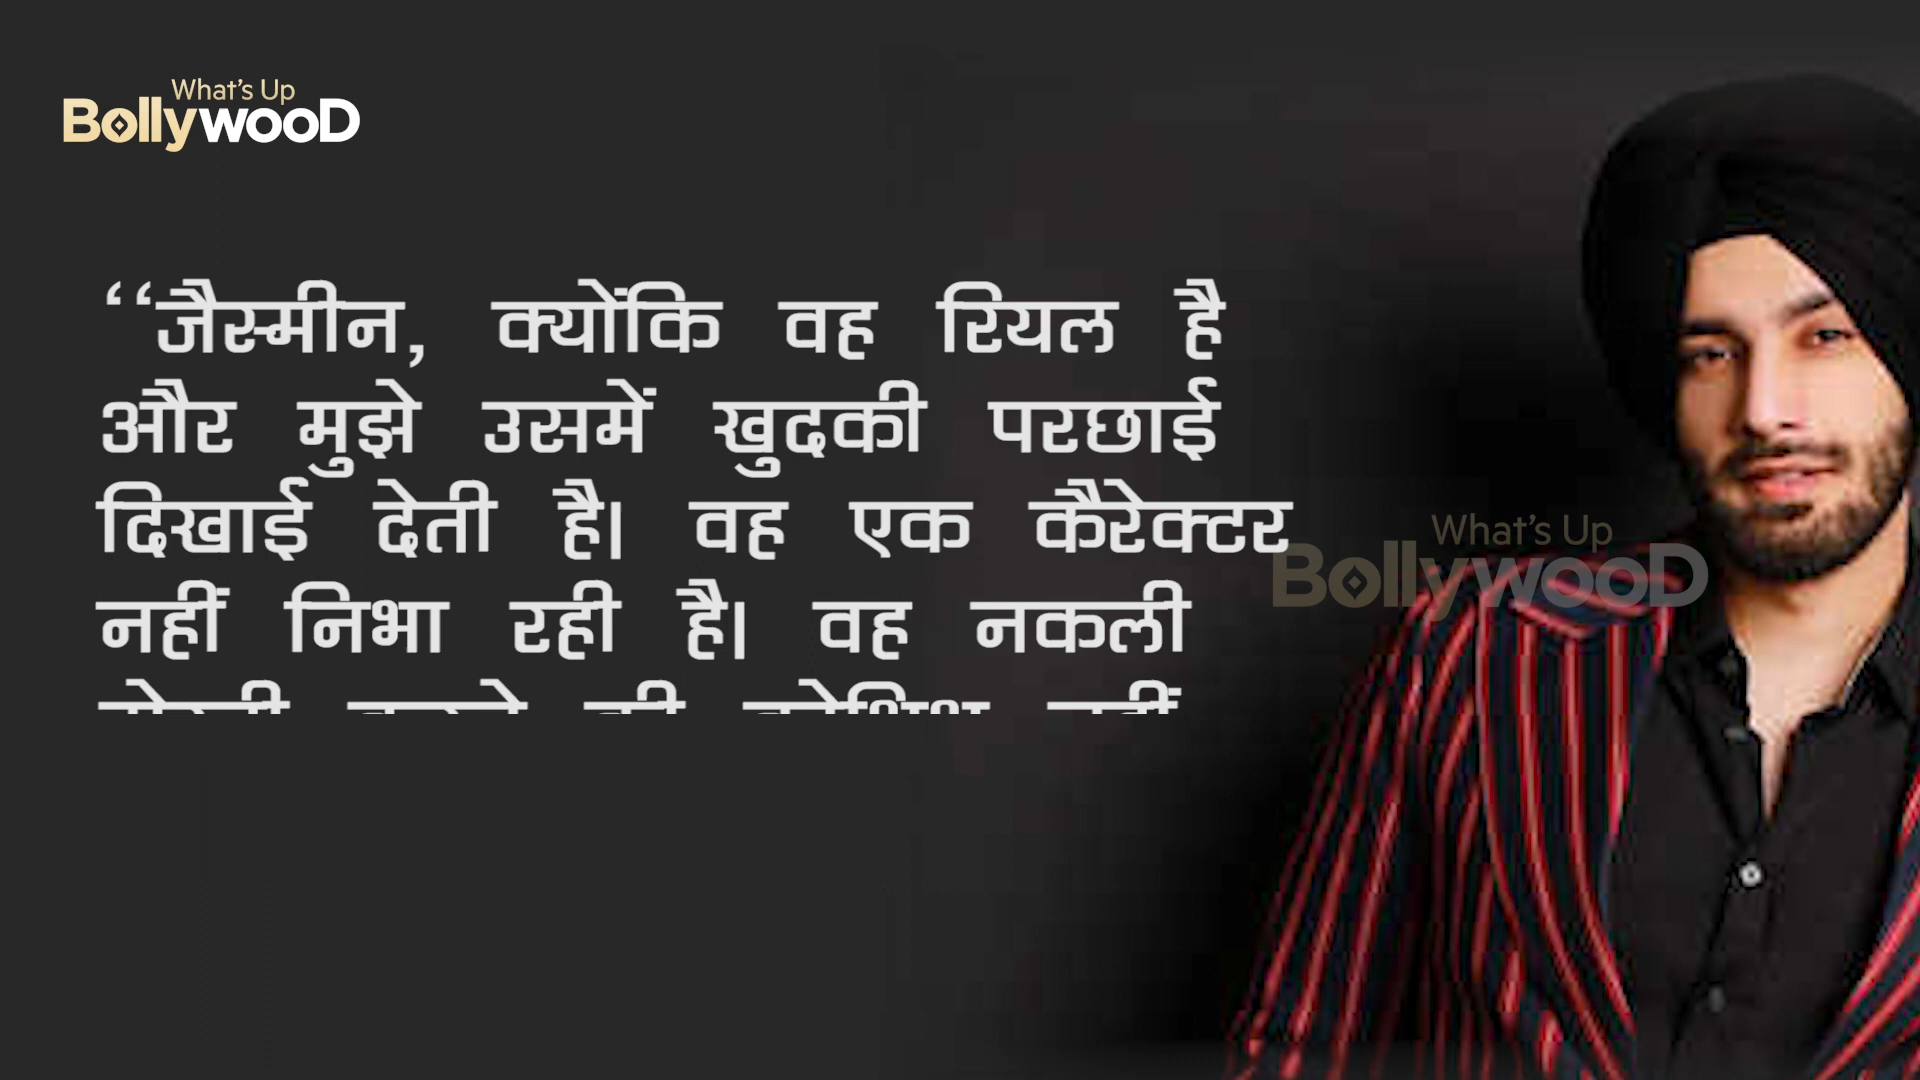 What's Up
BollywooD
“जैस्मीन, क्योंकि वह रियल है
और मुझे उसमें खुदकी परछाई
दिखाई देती है। वह एक कैरेक्टर
नहीं निभा रही है। वह नकली
What's Up
BollywooD